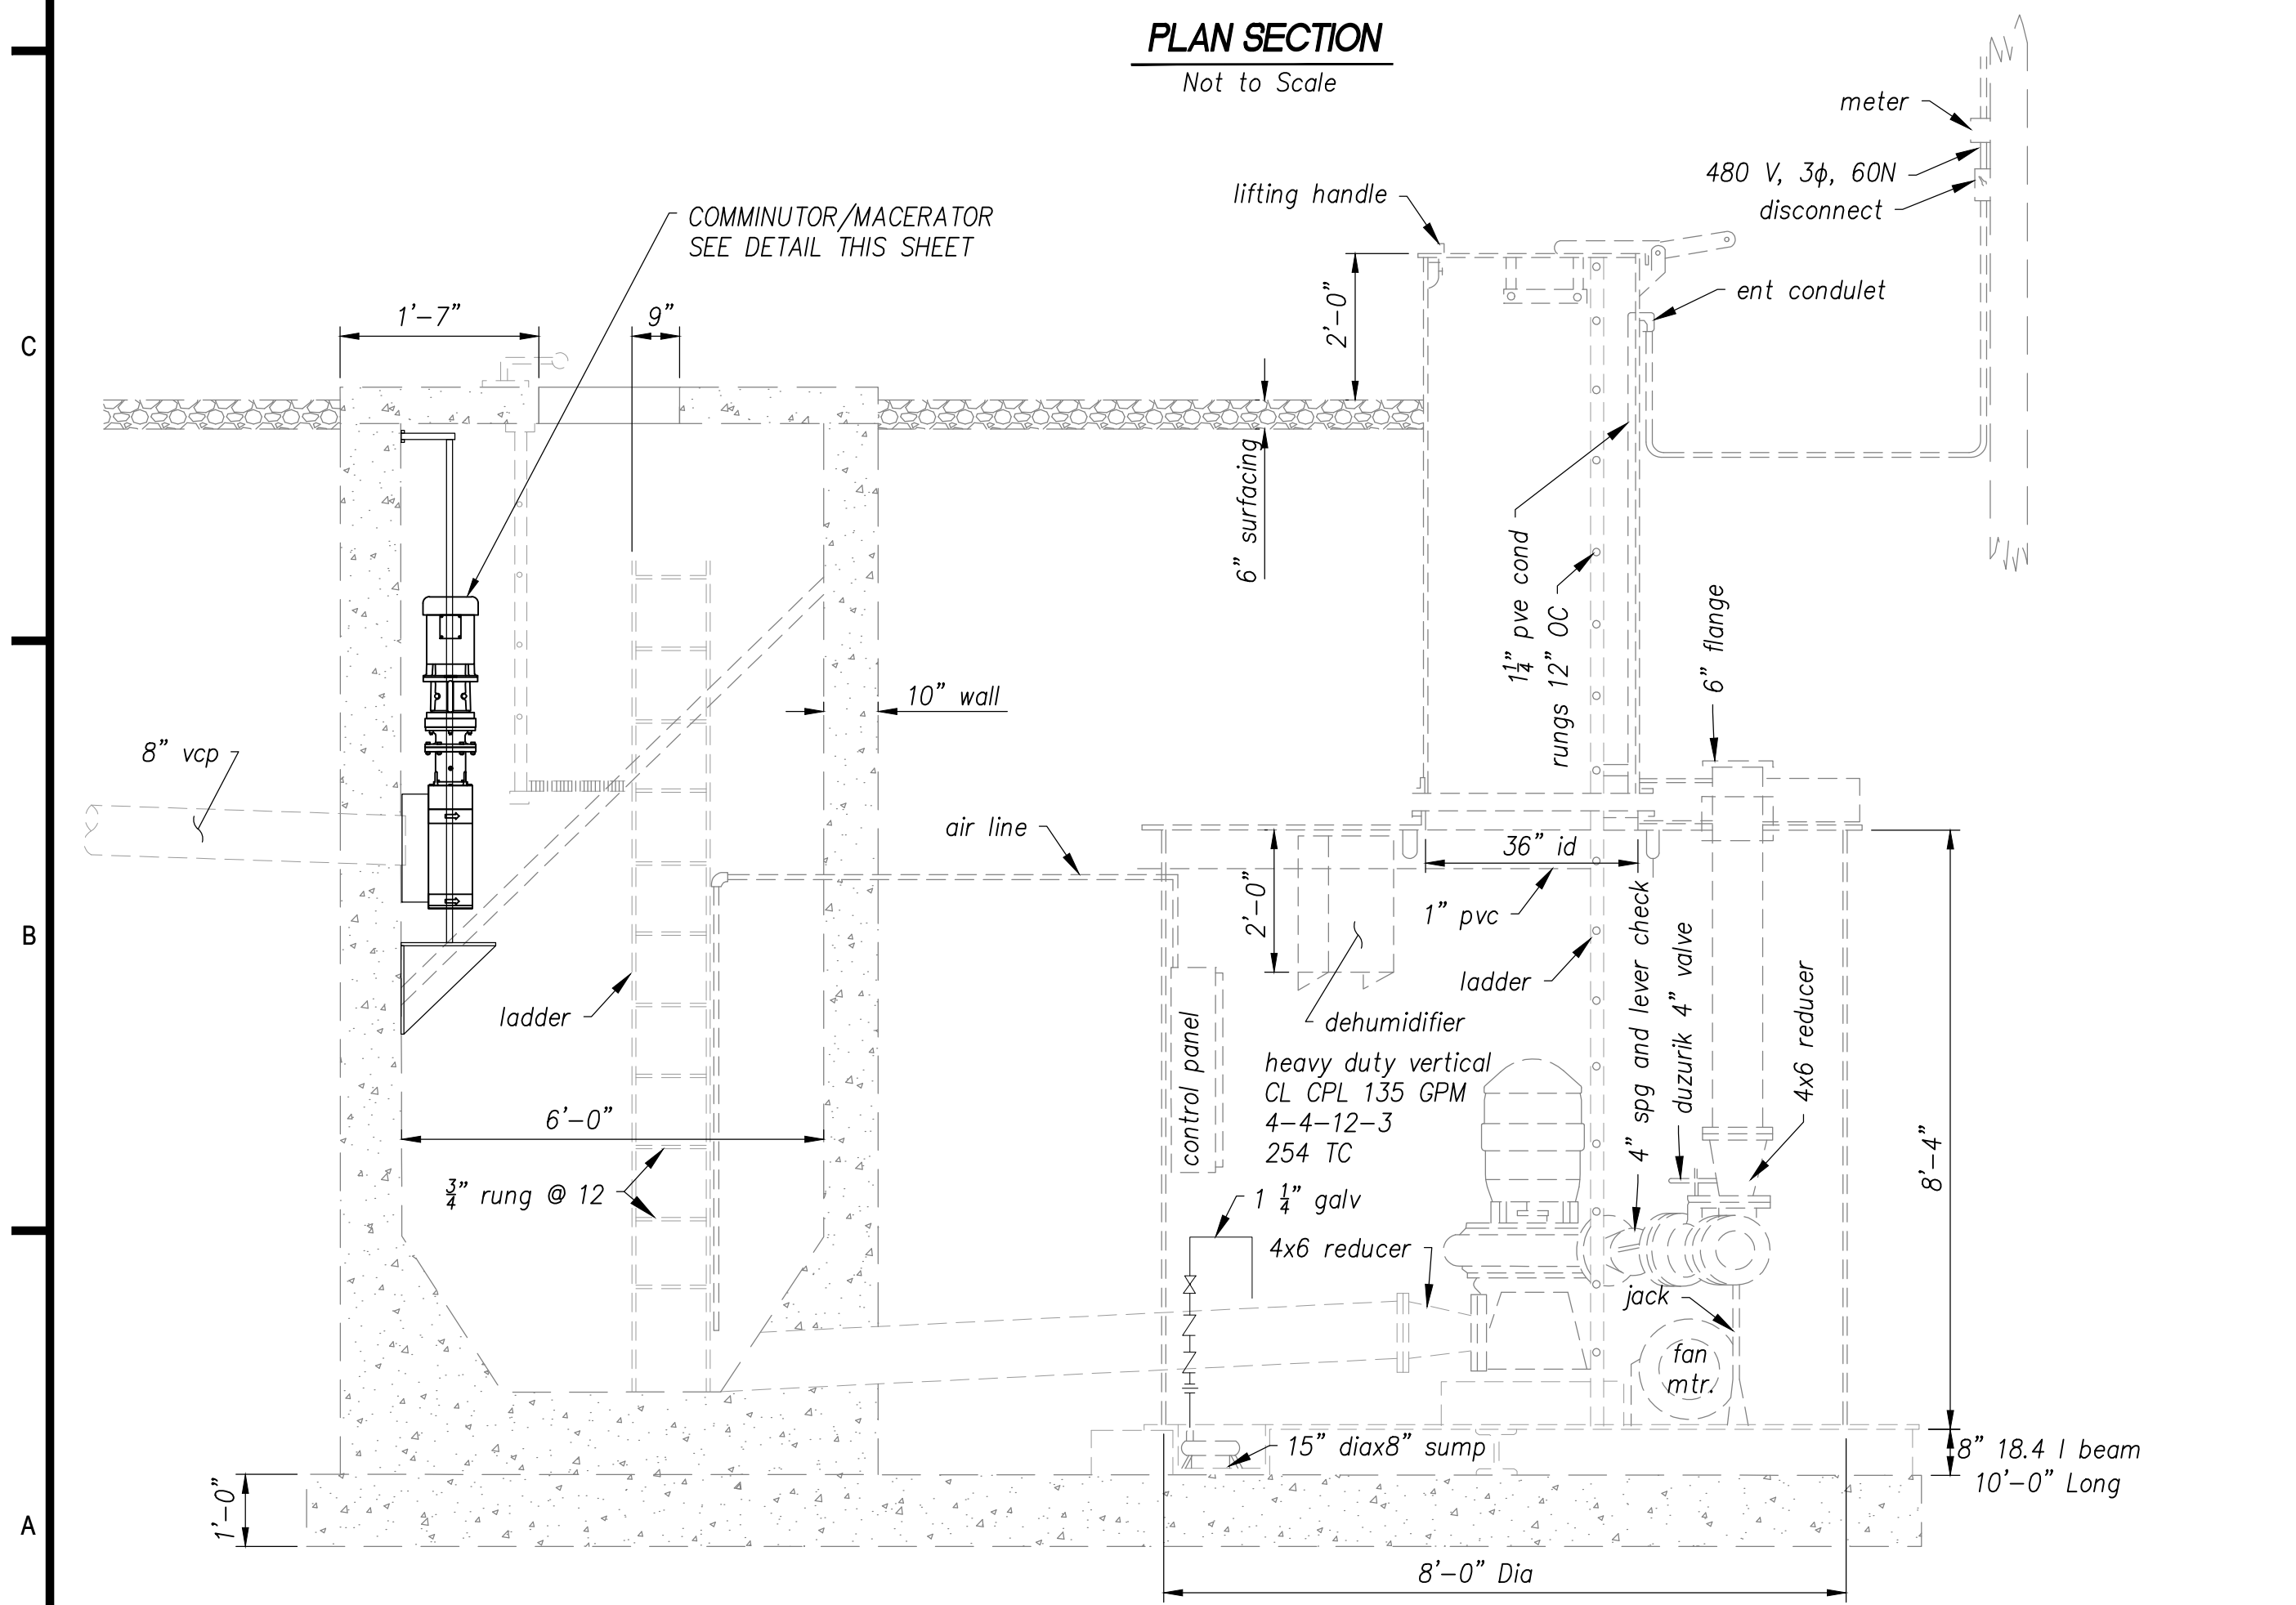 PLAN SECTION
Not to Scale
meter
480 V, 3ϕ, 60N
disconnect
lifting handle
COMMINUTOR/MACERATOR
SEE DETAIL THIS SHEET
ent condulet
1'-7"
9"
2'-0"
C
6" surfacing
1¼" pve cond
rungs 12" OC
6" flange
10" wall
8" vcp
air line
36" id
2'-0"
1" pvc
B
ladder
ladder
dehumidifier
control panel
heavy duty vertical
CL CPL 135 GPM
4-4-12-3
254 TC
4" spg and lever check
duzurik 4" valve
4x6 reducer
8'-4"
6'-0"
¾" rung @ 12
1 ¼" galv
4x6 reducer
jack
fan
mtr.
15" diax8" sump
8" 18.4 I beam
10'-0" Long
1'-0"
A
8'-0" Dia